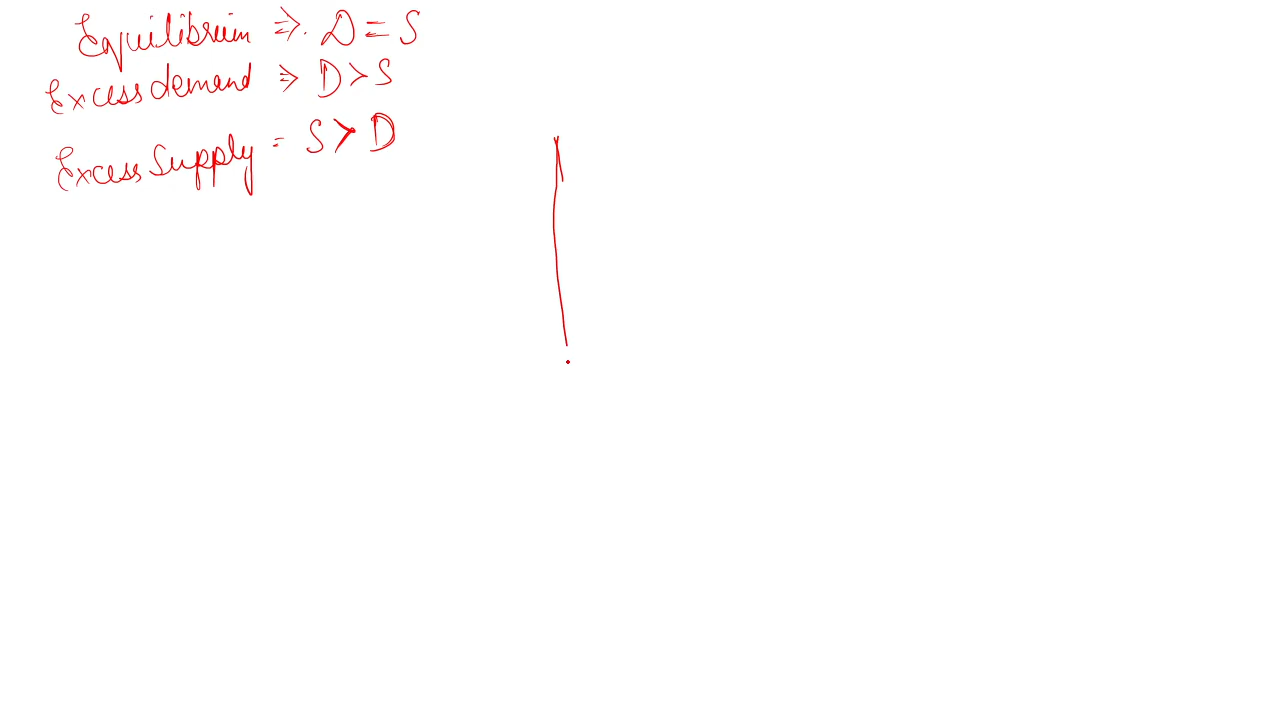 Equilibrium ⇒. D = S
Excess demand ⇒ D > S
Excess Supply = S > D